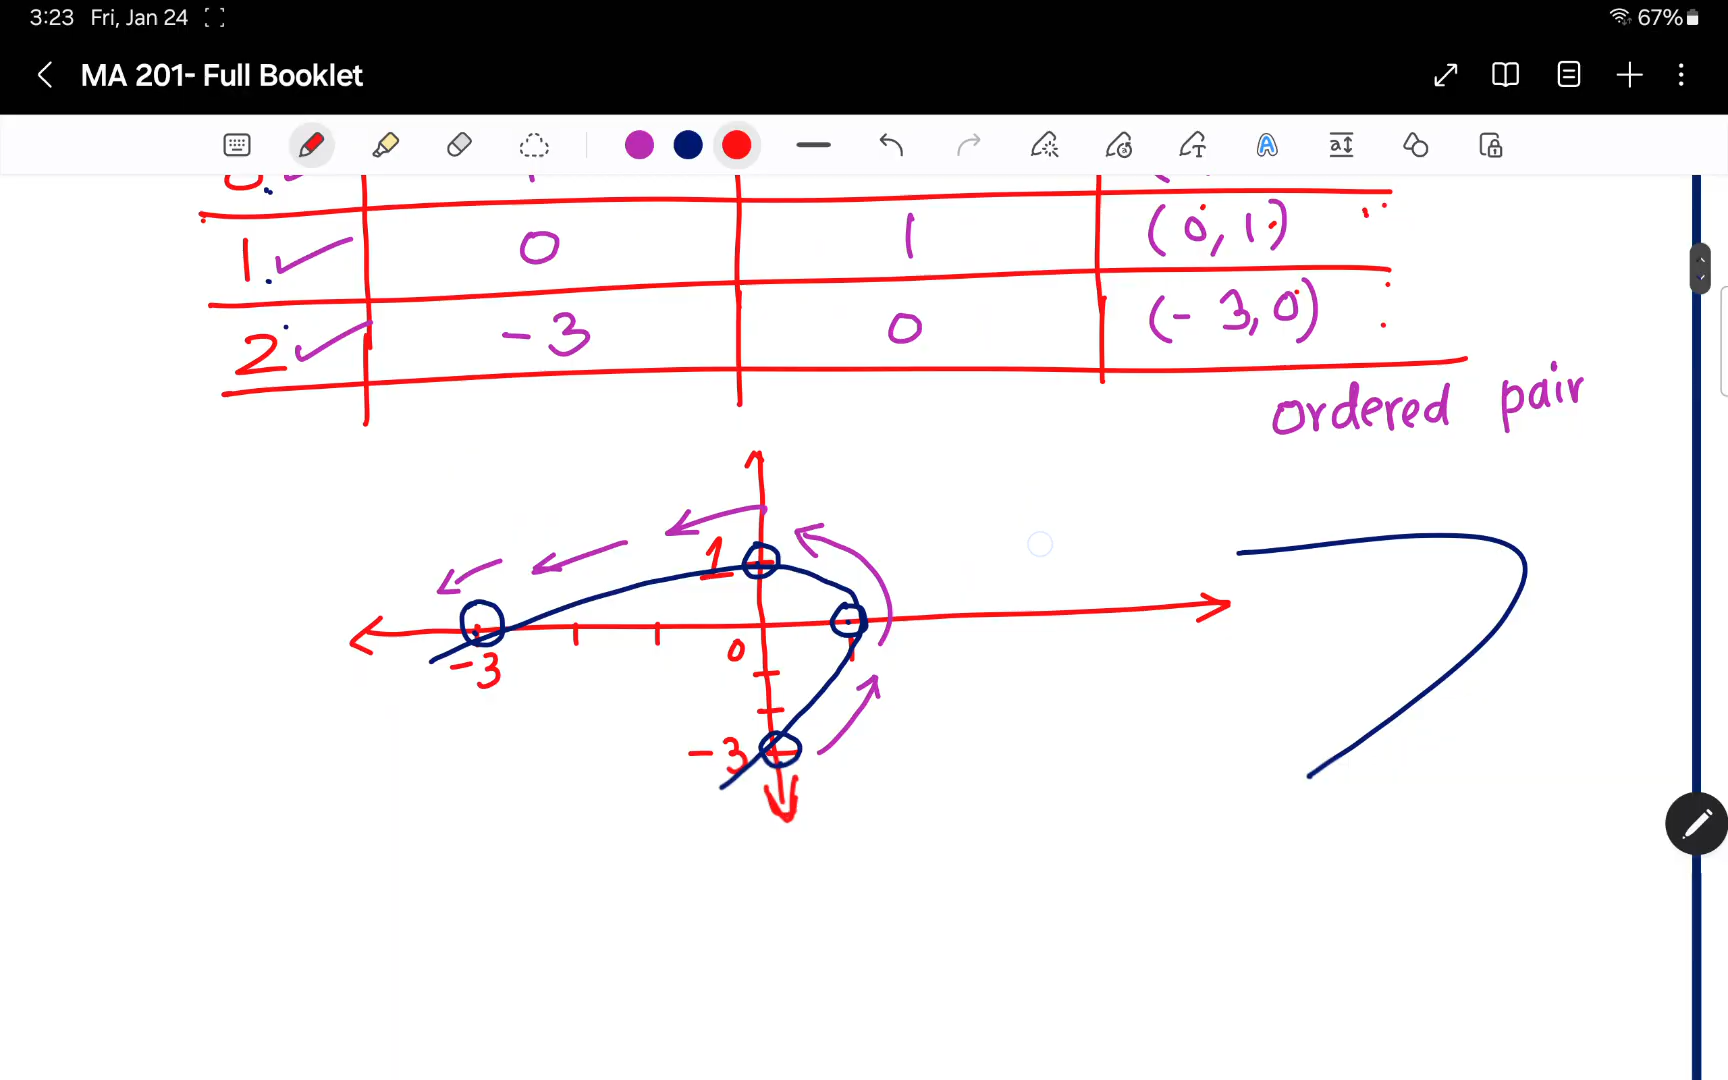 3:23 Fri, Jan 24 67%
MA 201- Full Booklet
1. 0 1 (0, 1)
2 -3 0 (-3, 0)
ordered pair
1
-3 0
-3